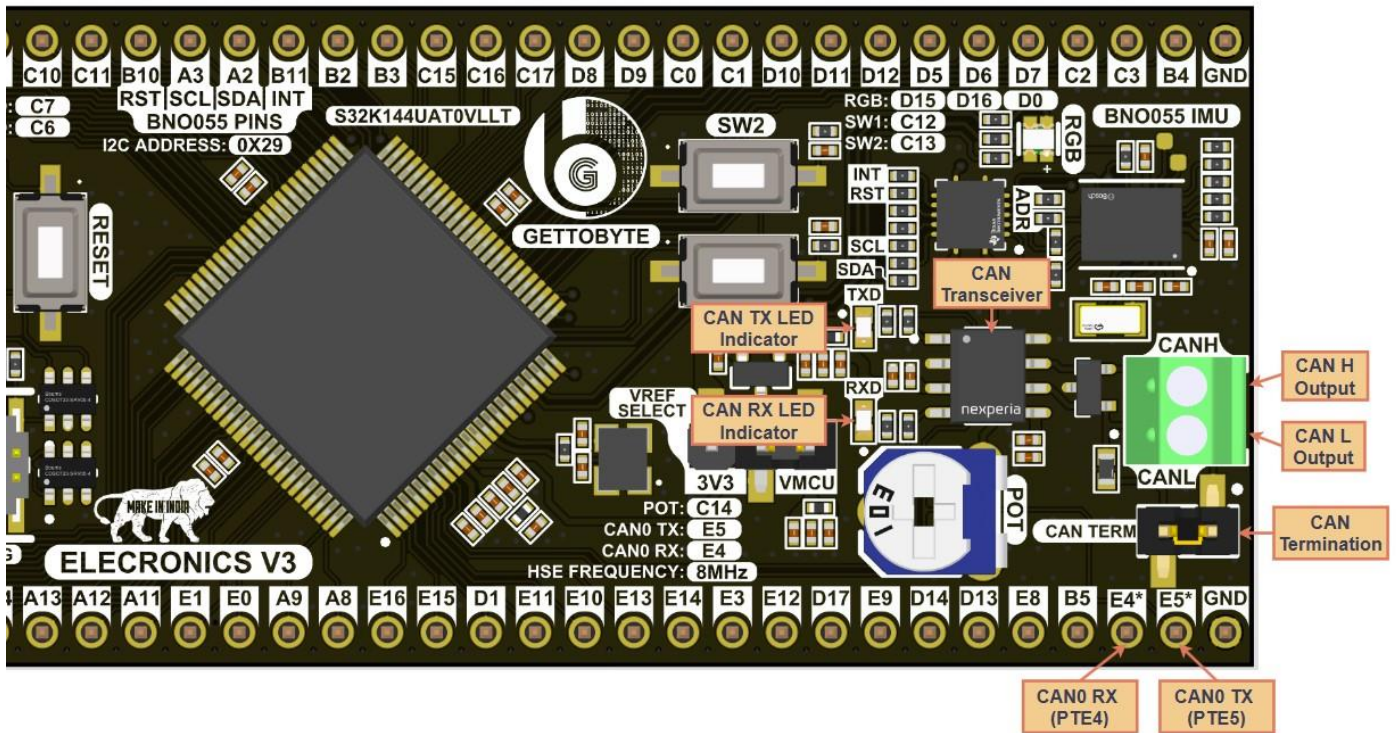 C10 C11 B10 A3 A2 B11 B2 B3 C15 C16 C17 D8 D9 C0 C1 D10 D11 D12 D5 D6 D7 C2 C3 B4 GND
RST|SCL|SDA|INT
BNO055 PINS
I2C ADDRESS: 0X29
: C7
: C6
S32K144UAT0VLLT
SW2
RGB: D15 D16 D0
SW1: C12
SW2: C13
RGB
+
BNO055 IMU
RESET
G
GETTOBYTE
INT
RST
SCL
SDA
ADR
Bosch
CAN
Transceiver
TXD
CAN TX LED
Indicator
RXD
CAN RX LED
Indicator
nexperia
CANH
CANL
CAN H
Output
CAN L
Output
VREF
SELECT
3V3
VMCU
POT
CAN TERM
CAN
Termination
MAKE IN INDIA
ELECRONICS V3
POT: C14
CAN0 TX: E5
CAN0 RX: E4
HSE FREQUENCY: 8MHz
A13 A12 A11 E1 E0 A9 A8 E16 E15 D1 E11 E10 E13 E14 E3 E12 D17 E9 D14 D13 E8 B5 E4* E5* GND
CAN0 RX
(PTE4)
CAN0 TX
(PTE5)